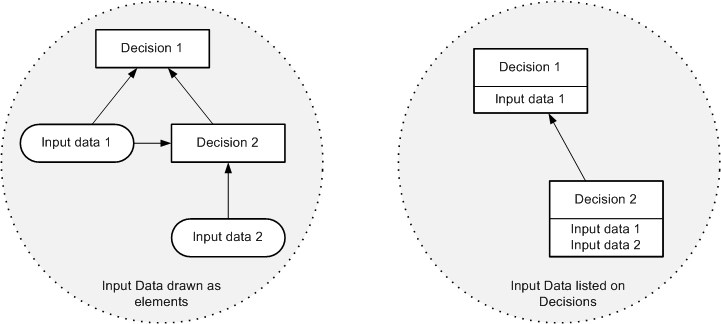 Decision 1
Input data 1
Decision 2
Input data 2
Input Data drawn as
elements
Decision 1
Input data 1
Decision 2
Input data 1
Input data 2
Input Data listed on
Decisions